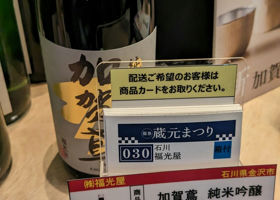 加賀鳶
配送ご希望のお客様は
商品カードをお取りください。
蔵元まつり
030
石川
福光屋
㈱福光屋
石川県金沢市
加賀鳶 純米吟醸
加賀